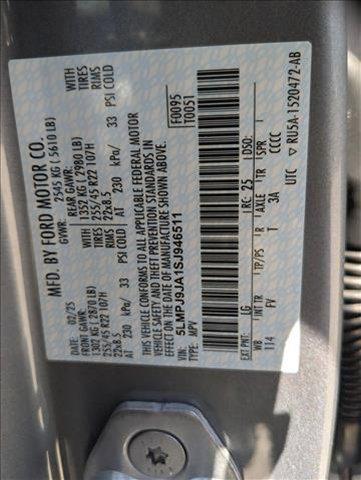 MFD. BY FORD MOTOR CO.
DATE: 02/25 GVWR: 2545 KG ( 5610 LB)
FRONT GAWR: REAR GAWR: WITH
1302 KG ( 2870 LB) 1352 KG ( 2980 LB) TIRES
255/45 R22 107H 255/45 R22 107H RIMS
22x8.5 22x8.5
AT 230 kPa/ 33 PSI COLD AT 230 kPa/ 33 PSI COLD
THIS VEHICLE CONFORMS TO ALL APPLICABLE FEDERAL MOTOR
VEHICLE SAFETY AND THEFT PREVENTION STANDARDS IN EFFECT
ON THE DATE OF MANUFACTURE SHOWN ABOVE.
VIN: 5LMPJ9JA1SJ946511 F0095
TYPE: MPV T0051
EXT PNT: LG RC: 25 DSO:
WB INT TR TP/PS R AXLE TR SPR
114 FV 3A T CCCC
UTC ▽ RU5A-1520472-AB